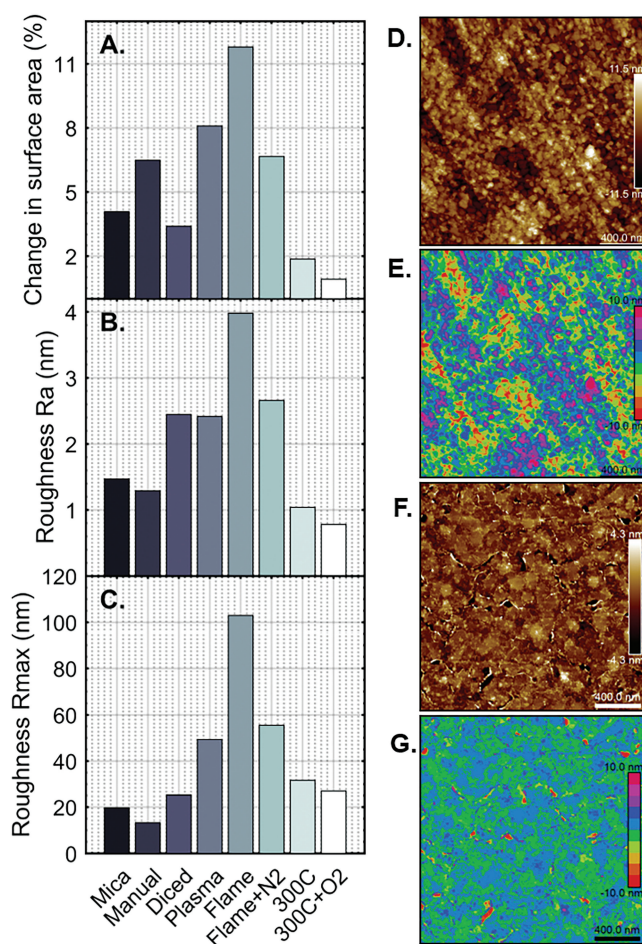 A.
Change in surface area (%)
11
8
5
2
B.
Roughness Ra (nm)
4
3
2
1
C.
Roughness Rmax (nm)
120
100
80
60
40
20
0
Mica
Manual
Diced
Plasma
Flame
Flame+N2
300C
300C+O2
D.
11.5 nm
-11.5 nm
400.0 nm
E.
10.0 nm
-10.0 nm
400.0 nm
F.
4.3 nm
-4.3 nm
400.0 nm
G.
10.0 nm
-10.0 nm
400.0 nm